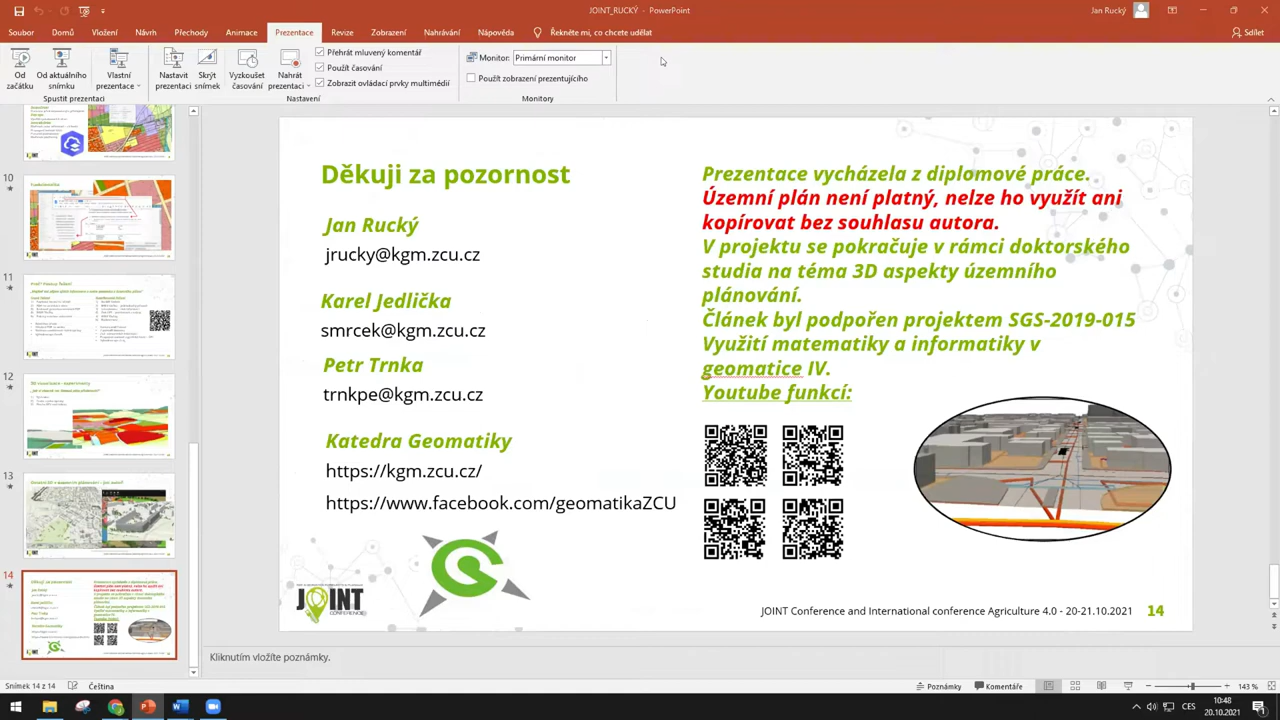 JOINT_RUCKÝ - PowerPoint
Jan Rucký
Soubor Domů Vložení Návrh Přechody Animace Prezentace Revize Zobrazení Nahrávání Nápověda Řekněte mi, co chcete udělat Sdílet
Od začátku
Od aktuálního snímku
Vlastní prezentace
Spustit prezentaci
Nastavit prezentaci
Skrýt snímek
Vyzkoušet časování
Nahrát prezentaci
Přehrát mluvený komentář
Použít časování
Zobrazit ovládací prvky multimédií
Nastavení
Monitor: Primární monitor
Použít zobrazení prezentujícího
Monitory
10
11
12
13
14
Děkuji za pozornost
Jan Rucký
jrucky@kgm.zcu.cz
Karel Jedlička
smrcek@kgm.zcu.cz
Petr Trnka
trnkpe@kgm.zcu.cz
Katedra Geomatiky
https://kgm.zcu.cz/
https://www.facebook.com/geomatikaZCU
Prezentace vycházela z diplomové práce.
Územní plán není platný, nelze ho využít ani
kopírovat bez souhlasu autora.
V projektu se pokračuje v rámci doktorského
studia na téma 3D aspekty územního
plánování.
Článek byl podpořen projektem SGS-2019-015
Využití matematiky a informatiky v
geomatice IV.
Youtube funkcí:
JOINT
CONFERENCE
JOINT Conference and International conference Agriculture 4.0 - 20-21.10.2021 14
Kliknutím vložíte poznámky.
Snímek 14 z 14 Čeština Poznámky Komentáře 143 %
CES
10:48
20.10.2021